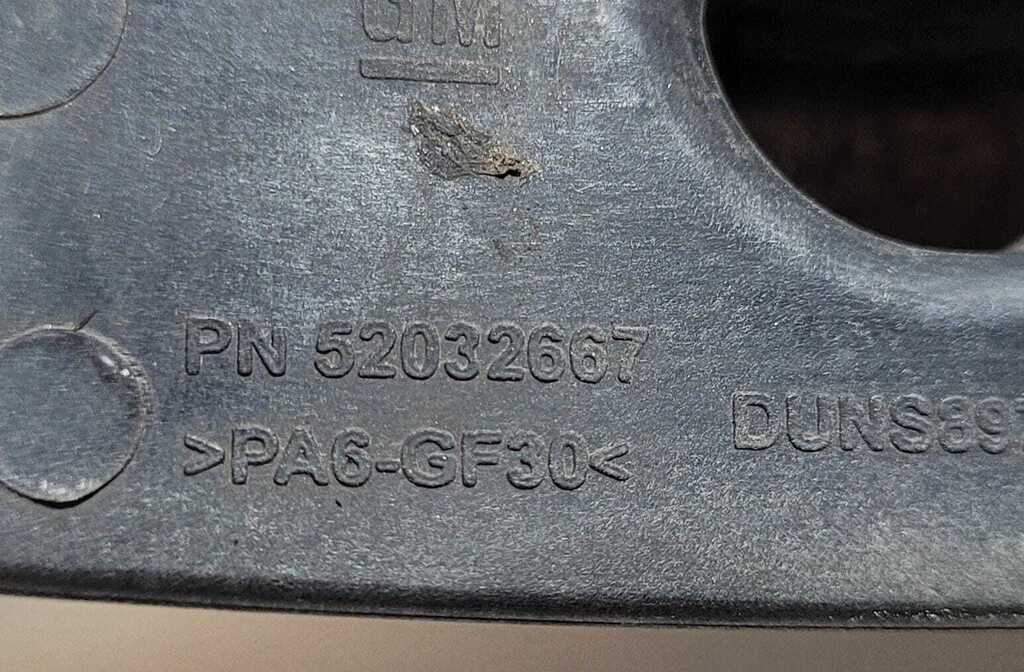 GM
PN 52032667
>PA6-GF30<
DUNS89